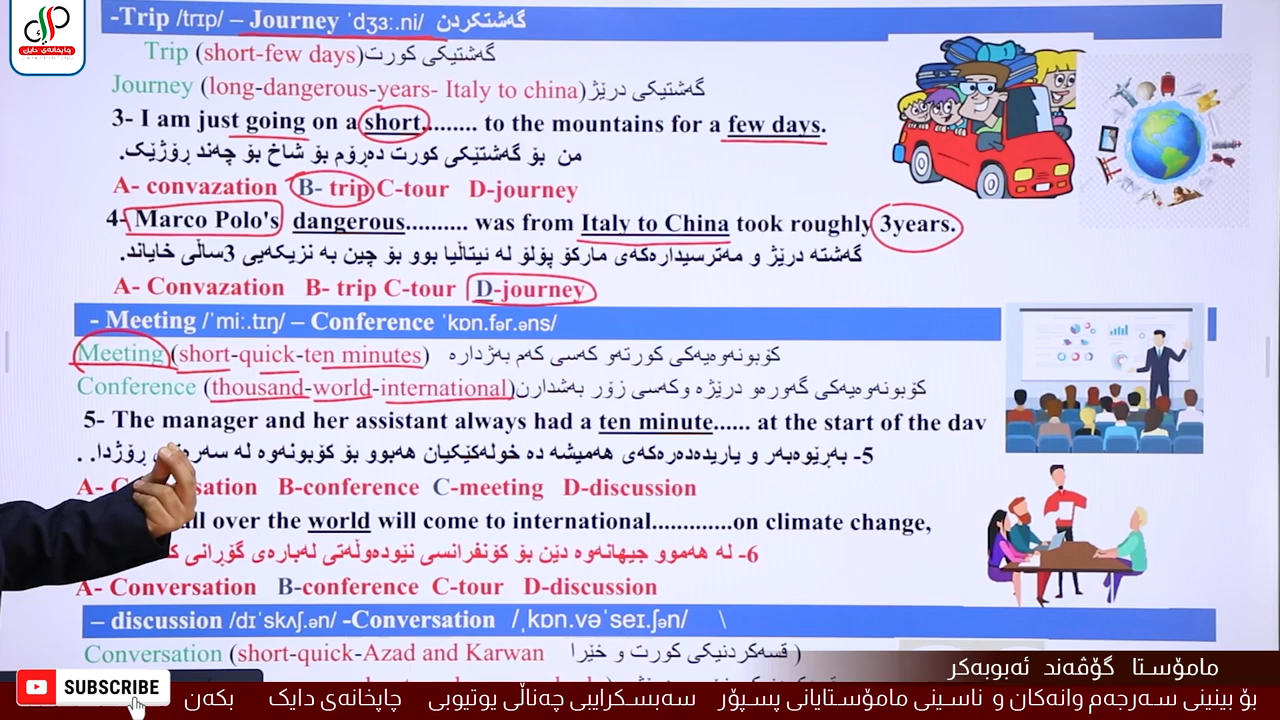 -Trip /trɪp/ – Journey ˈdʒɜː.ni/ گەشتکردن
Trip (short-few days)گەشتیکی کورت
Journey (long-dangerous-years- Italy to china)گەشتیکی درێژ
3- I am just going on a short......... to the mountains for a few days.
من بۆ گەشتێکی کورت دەڕۆم بۆ شاخ بۆ چەند ڕۆژێک.
A- convazation B- trip C-tour D-journey
4- Marco Polo's dangerous.......... was from Italy to China took roughly 3years.
گەشتە درێژ و مەترسیدارەکەی مارکۆ پۆلۆ لە ئیتاڵیا بوو بۆ چین بە نزیکەیی 3ساڵی خایاند.
A- Convazation B- trip C-tour D-journey
- Meeting /ˈmiː.tɪŋ/ – Conference ˈkɒn.fər.əns/
Meeting (short-quick-ten minutes) کۆبونەوەیەکی کورتەو کەسی کەم بەژدارە
Conference (thousand-world-international)کۆبونەوەیەکی گەورەو درێژە وکەسی زۆر بەشدارن
5- The manager and her assistant always had a ten minute...... at the start of the day
5- بەڕێوەبەر و یاریدەدەرەکەی هەمیشە دە خولەکێکیان هەبوو بۆ کۆبونەوە لە ڕۆژدا. .
A- sation B-conference C-meeting D-discussion
all over the world will come to international.............on climate change,
6- لە هەموو جیهانەوە دێن بۆ کۆنفرانسی نێودەوڵەتی لەبارەی گۆڕانی
A- Conversation B-conference C-tour D-discussion
– discussion /dɪˈskʌʃ.ən/ -Conversation /ˌkɒn.vəˈseɪ.ʃən/ \
Conversation (short-quick-Azad and Karwan قسەکردنیکی کورت و خێرا )
مامۆستا گۆڤەند ئەبوبەکر
SUBSCRIBE
بۆ بینینی سەرجەم وانەکان و ناسینی مامۆستایانی پسپۆر سەبسکرایبی چەناڵی یوتیوبی چاپخانەی دایک بکەن
چاپخانەی دایك